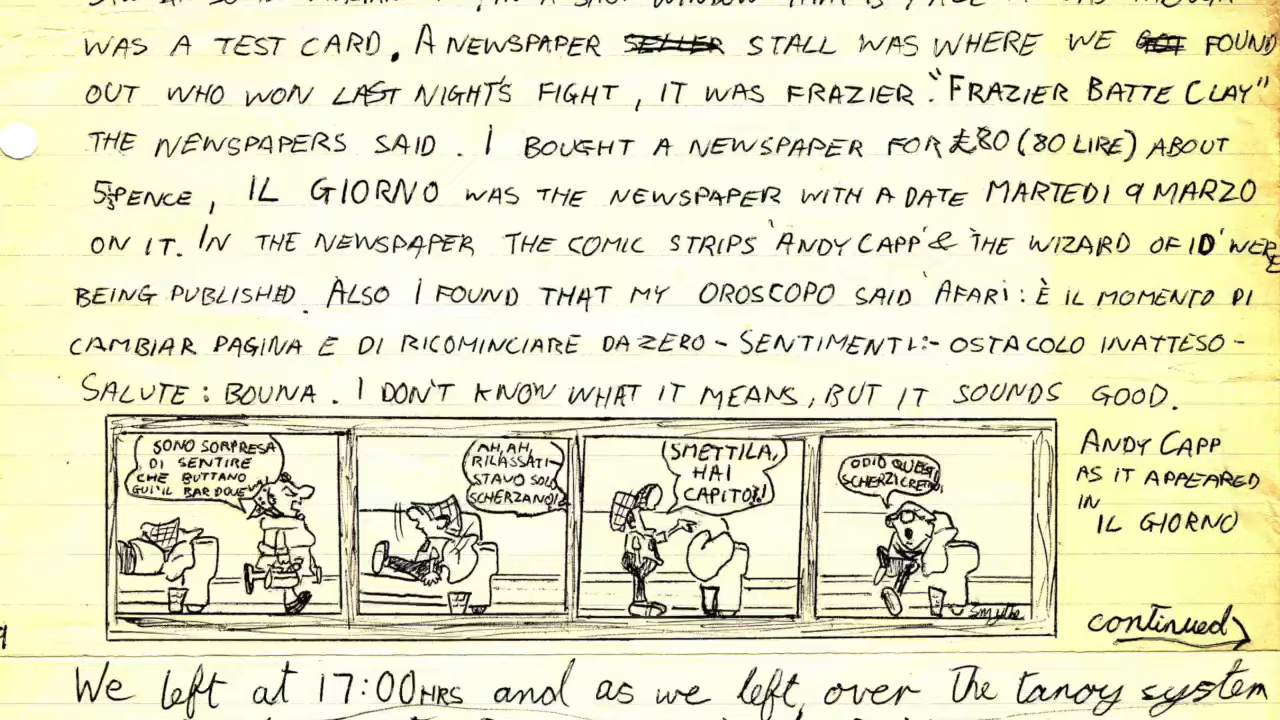 WAS A TEST CARD. A NEWSPAPER SELLER STALL WAS WHERE WE GOT FOUND
OUT WHO WON LAST NIGHT'S FIGHT, IT WAS FRAZIER. "FRAZIER BATTE CLAY"
THE NEWSPAPERS SAID. I BOUGHT A NEWSPAPER FOR £80 (80 LIRE) ABOUT
5½PENCE, IL GIORNO WAS THE NEWSPAPER WITH A DATE MARTEDI 9 MARZO
ON IT. IN THE NEWSPAPER THE COMIC STRIPS 'ANDY CAPP' & 'THE WIZARD OF ID' WERE
BEING PUBLISHED. ALSO I FOUND THAT MY OROSCOPO SAID 'AFARI: È IL MOMENTO DI
CAMBIAR PAGINA E DI RICOMINCIARE DA ZERO - SENTIMENTI:- OSTACOLO INATTESO -
SALUTE: BOUNA. I DON'T KNOW WHAT IT MEANS, BUT IT SOUNDS GOOD.
SONO SORPRESA
DI SENTIRE
CHE BUTTANO
GUI' IL BAR DOVE
AH, AH,
RILASSATI-
STAVO SOLO
SCHERZANO!
SMETTILA,
HAI
CAPITO?!
ODIO QUESTI
SCHERZI CRETINI
Smythe
ANDY CAPP
AS IT APPEARED
IN
IL GIORNO
continued
We left at 17:00HRS and as we left, over the tanoy system